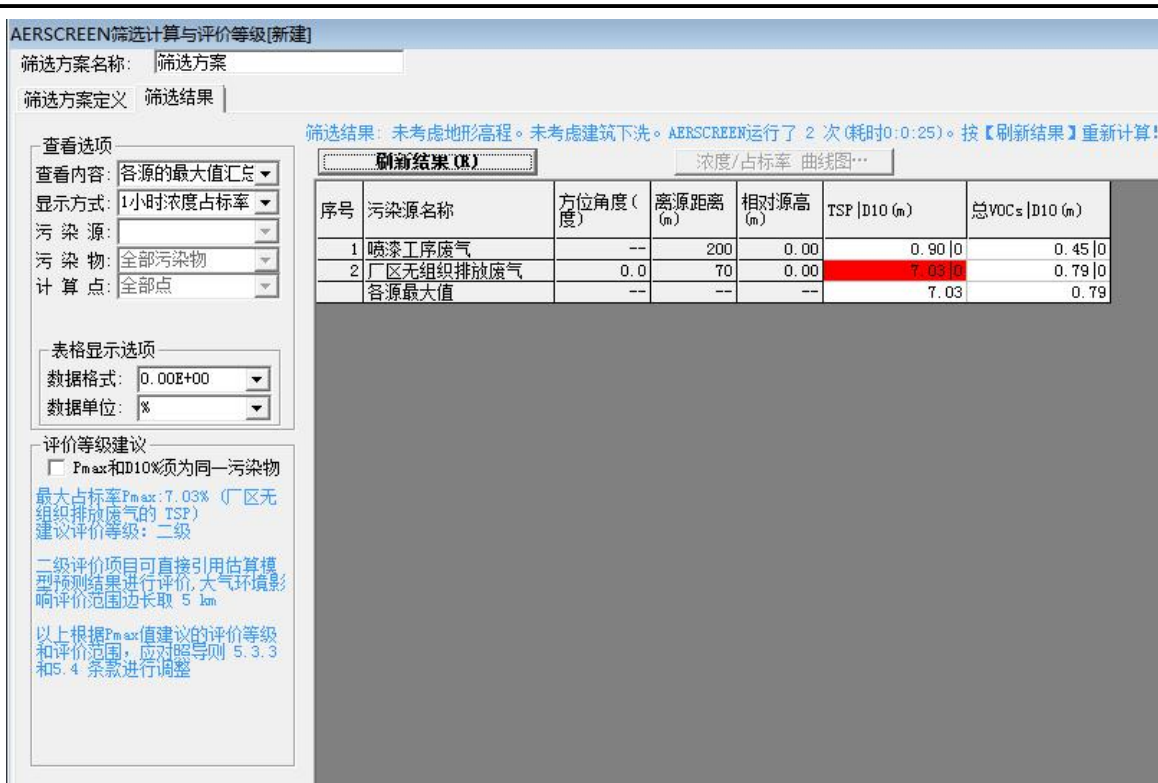 AERSCREEN筛选计算与评价等级[新建]
筛选方案名称: 筛选方案
筛选方案定义 筛选结果
筛选结果: 未考虑地形高程。未考虑建筑下洗。AERSCREEN运行了 2 次(耗时0:0:25)。按【刷新结果】重新计算!
查看选项
查看内容: 各源的最大值汇总
显示方式: 1小时浓度占标率
污 染 源:
污 染 物: 全部污染物
计 算 点: 全部点
刷新结果(R) 浓度/占标率 曲线图…
序号 污染源名称 方位角度(度) 离源距离(m) 相对源高(m) TSP|D10(m) 总VOCs|D10(m)
1 喷漆工序废气 -- 200 0.00 0.90|0 0.45|0
2 厂区无组织排放废气 0.0 70 0.00 7.03|0 0.79|0
各源最大值 -- -- -- 7.03 0.79
表格显示选项
数据格式: 0.00E+00
数据单位: %
评价等级建议
Pmax和D10%须为同一污染物
最大占标率Pmax:7.03% (厂区无
组织排放废气的 TSP)
建议评价等级: 二级
二级评价项目可直接引用估算模
型预测结果进行评价,大气环境影
响评价范围边长取 5 km
以上根据Pmax值建议的评价等级
和评价范围,应对照导则 5.3.3
和5.4 条款进行调整